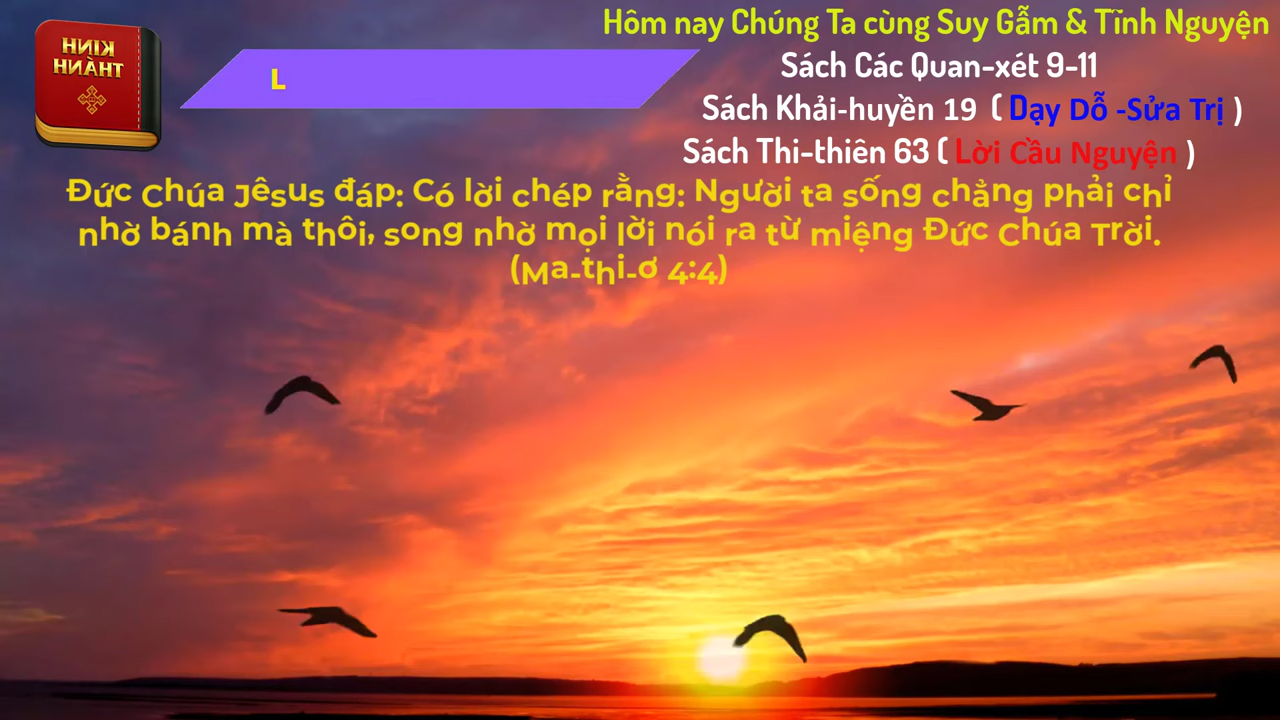 KINH
THÀNH
L
Hôm nay Chúng Ta cùng Suy Gẫm & Tĩnh Nguyện
Sách Các Quan-xét 9-11
Sách Khải-huyền 19 ( Dạy Dỗ -Sửa Trị )
Sách Thi-thiên 63 ( Lời Cầu Nguyện )
Đức Chúa Jêsus đáp: Có lời chép rằng: Người ta sống chẳng phải chỉ
nhờ bánh mà thôi, song nhờ mọi lời nói ra từ miệng Đức Chúa Trời.
(Ma-thi-ơ 4:4)